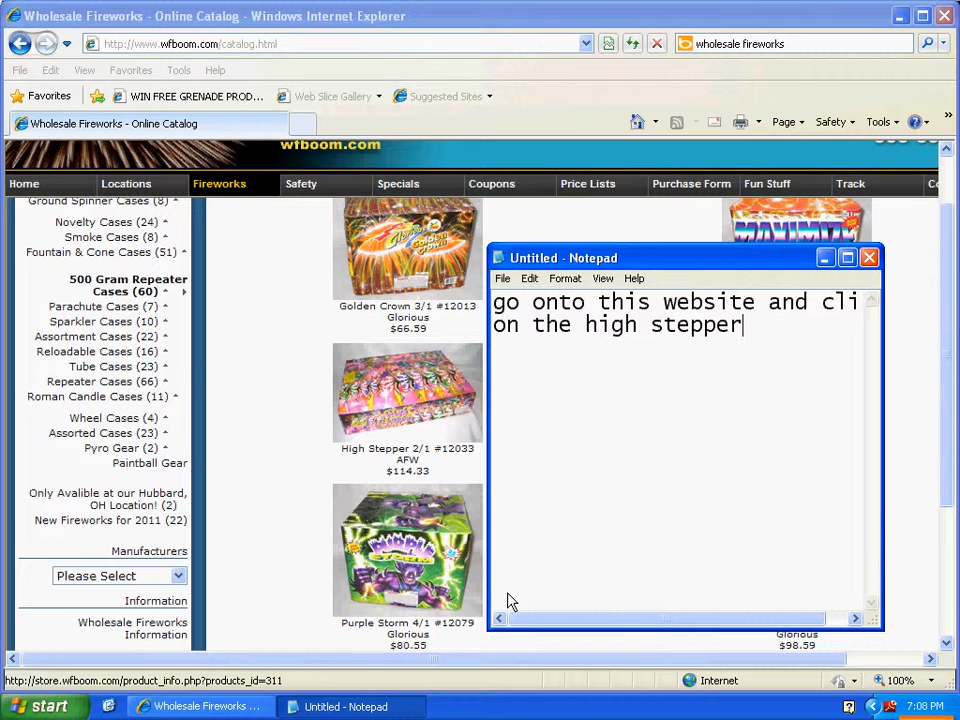 Wholesale Fireworks - Online Catalog - Windows Internet Explorer
http://www.wfboom.com/catalog.html
wholesale fireworks
File Edit View Favorites Tools Help
Favorites WIN FREE GRENADE PROD... Web Slice Gallery Suggested Sites
Wholesale Fireworks - Online Catalog
Page Safety Tools
wfboom.com
Home Locations Fireworks Safety Specials Coupons Price Lists Purchase Form Fun Stuff Track
Ground Spinner Cases (8)
Novelty Cases (24)
Smoke Cases (8)
Fountain & Cone Cases (51)
500 Gram Repeater
Cases (60)
Parachute Cases (7)
Sparkler Cases (10)
Assortment Cases (22)
Reloadable Cases (16)
Tube Cases (23)
Repeater Cases (66)
Roman Candle Cases (11)
Wheel Cases (4)
Assorted Cases (23)
Pyro Gear (2)
Paintball Gear
Only Avalible at our Hubbard,
OH Location! (2)
New Fireworks for 2011 (22)
Manufacturers
Please Select
Information
Wholesale Fireworks
Information
Golden Crown
Golden Crown 3/1 #12013
Glorious
$66.59
High Stepper 2/1 #12033
AFW
$114.33
PURPLE
STORM
Purple Storm 4/1 #12079
Glorious
$80.55
Glorious
$98.59
Untitled - Notepad
File Edit Format View Help
go onto this website and cli
on the high stepper
http://store.wfboom.com/product_info.php?products_id=311
Internet
100%
start
Wholesale Fireworks ...
Untitled - Notepad
7:08 PM